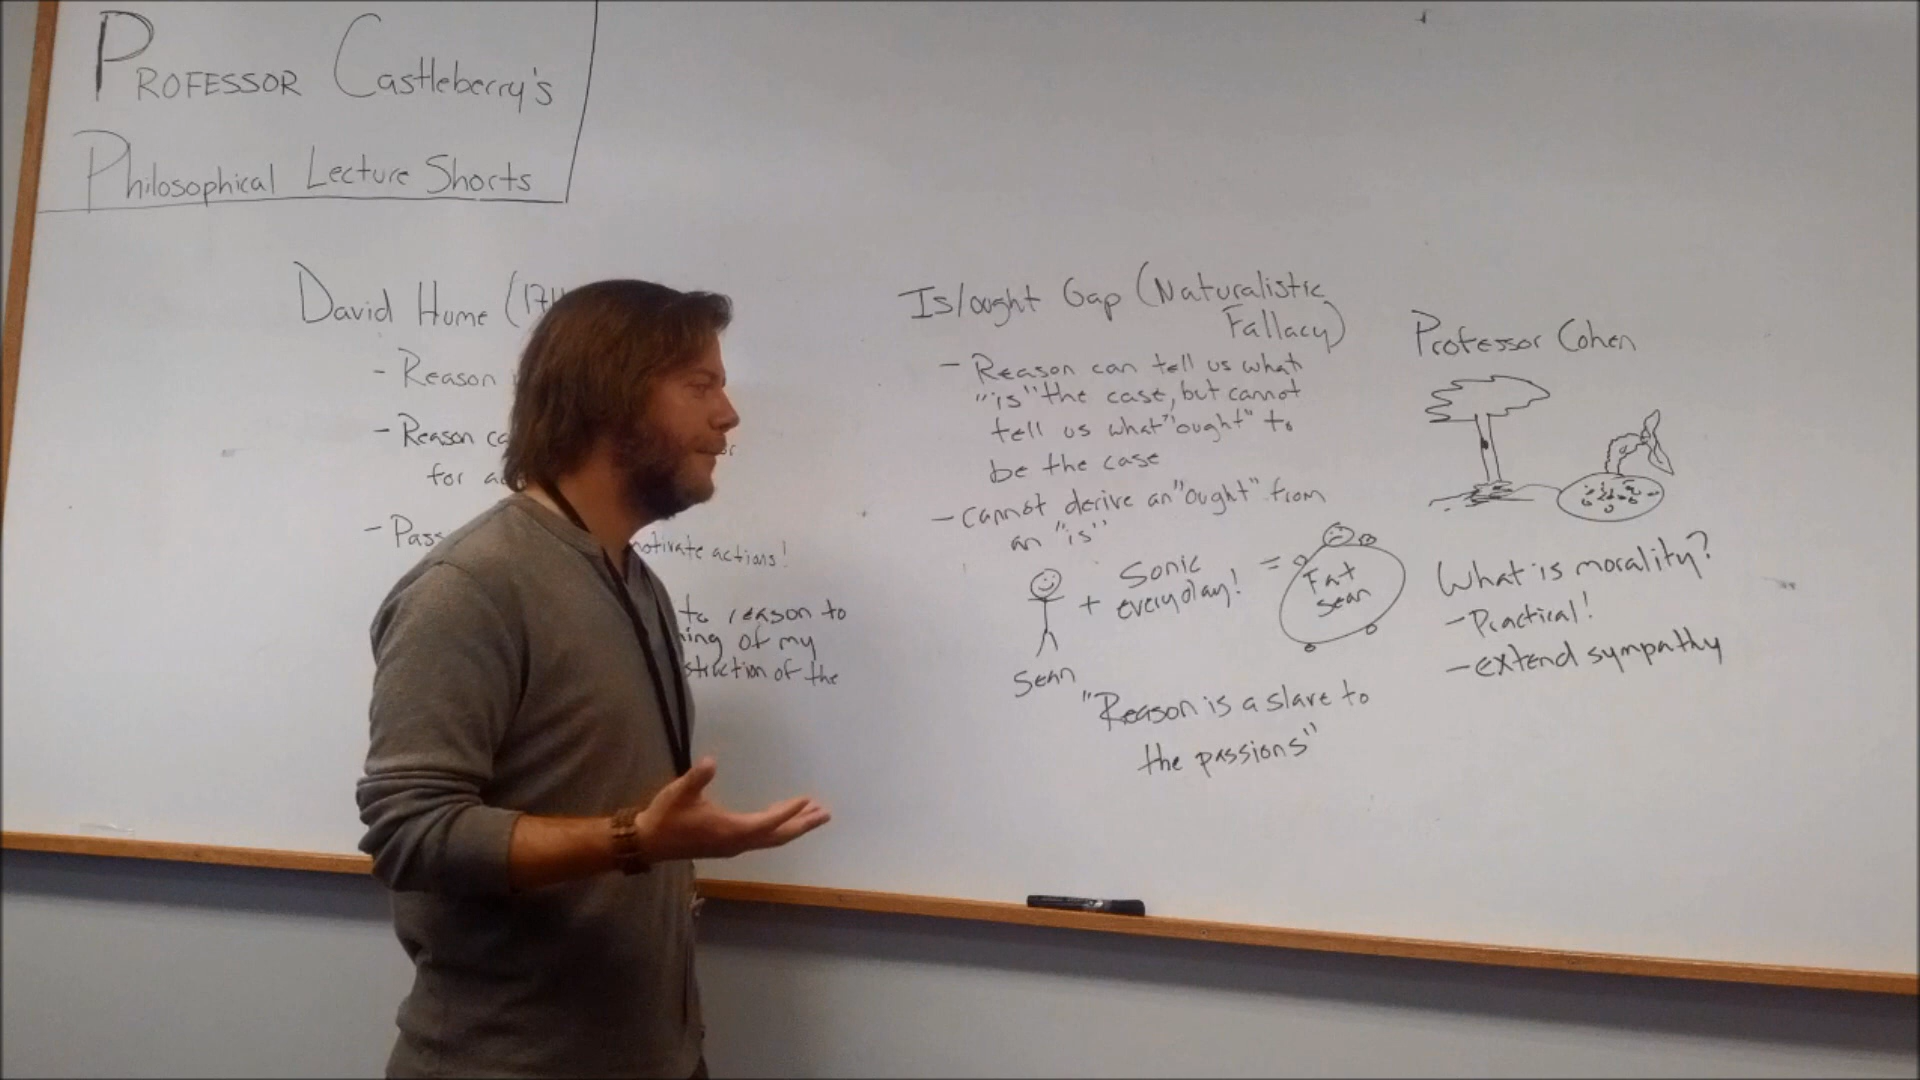 PROFESSOR Castleberry's
Philosophical Lecture Shorts
David Hume (1711
- Reason
- Reason ca
for ac
- Pass motivate actions!
to reason to
of my
of the
Is/ought Gap (Naturalistic
Fallacy)
- Reason can tell us what
"is" the case, but cannot
tell us what "ought" to
be the case
- cannot derive an "ought" from
an "is"
Sean
+ Sonic
everyday!
=
Fat
Sean
"Reason is a slave to
the passions"
Professor Cohen
What is morality?
- Practical!
- extend sympathy